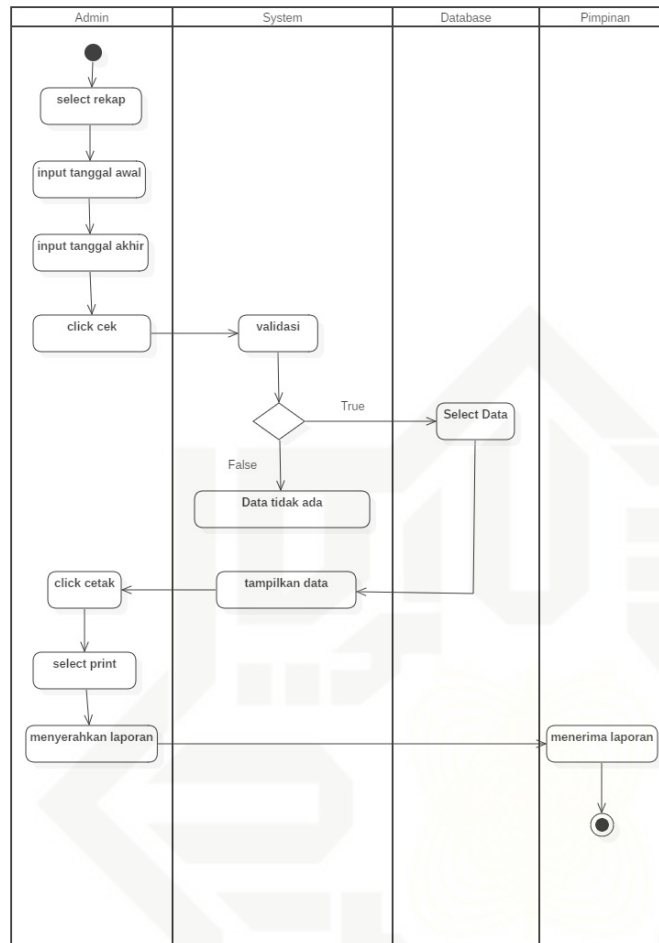 Admin
System
Database
Pimpinan
select rekap
input tanggal awal
input tanggal akhir
click cek
validasi
True
Select Data
False
Data tidak ada
click cetak
tampilkan data
select print
menyerahkan laporan
menerima laporan